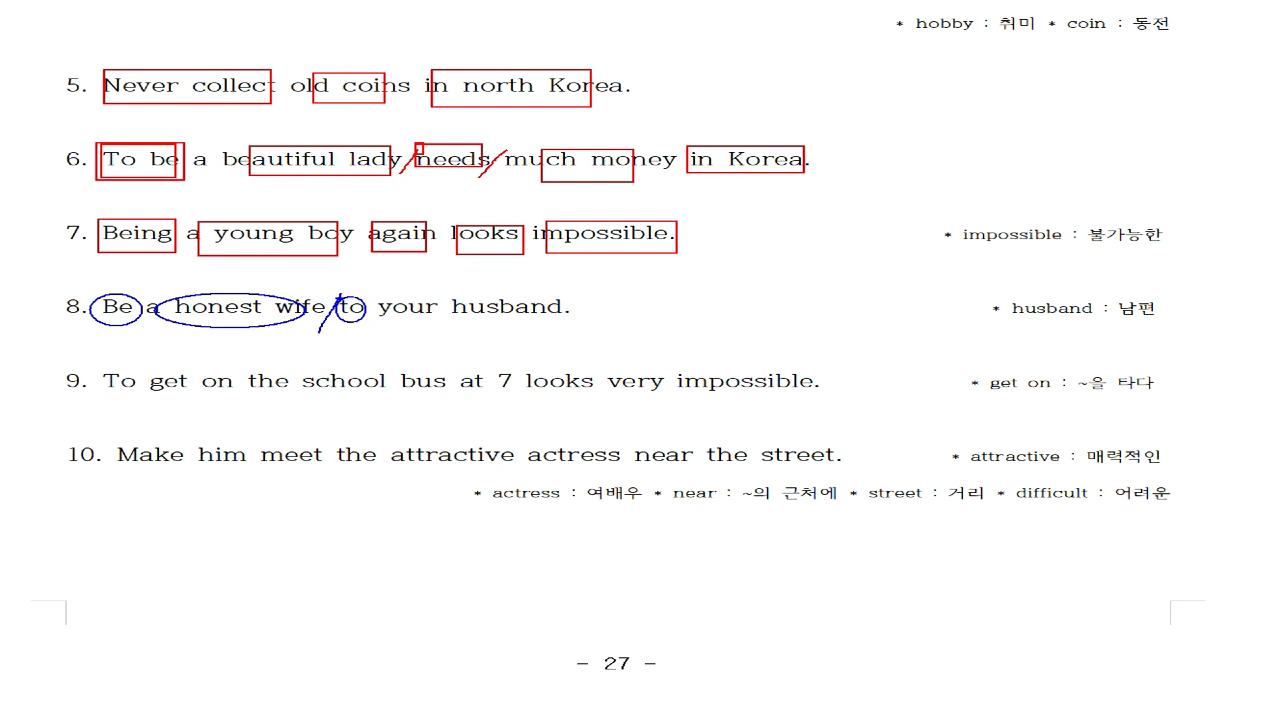 * hobby : 취미 * coin : 동전
5. Never collect old coins in north Korea.
6. To be a beautiful lady needs much money in Korea.
7. Being a young boy again looks impossible. * impossible : 불가능한
8. Be a honest wife to your husband. * husband : 남편
9. To get on the school bus at 7 looks very impossible. * get on : ~을 타다
10. Make him meet the attractive actress near the street. * attractive : 매력적인
* actress : 여배우 * near : ~의 근처에 * street : 거리 * difficult : 어려운
- 27 -